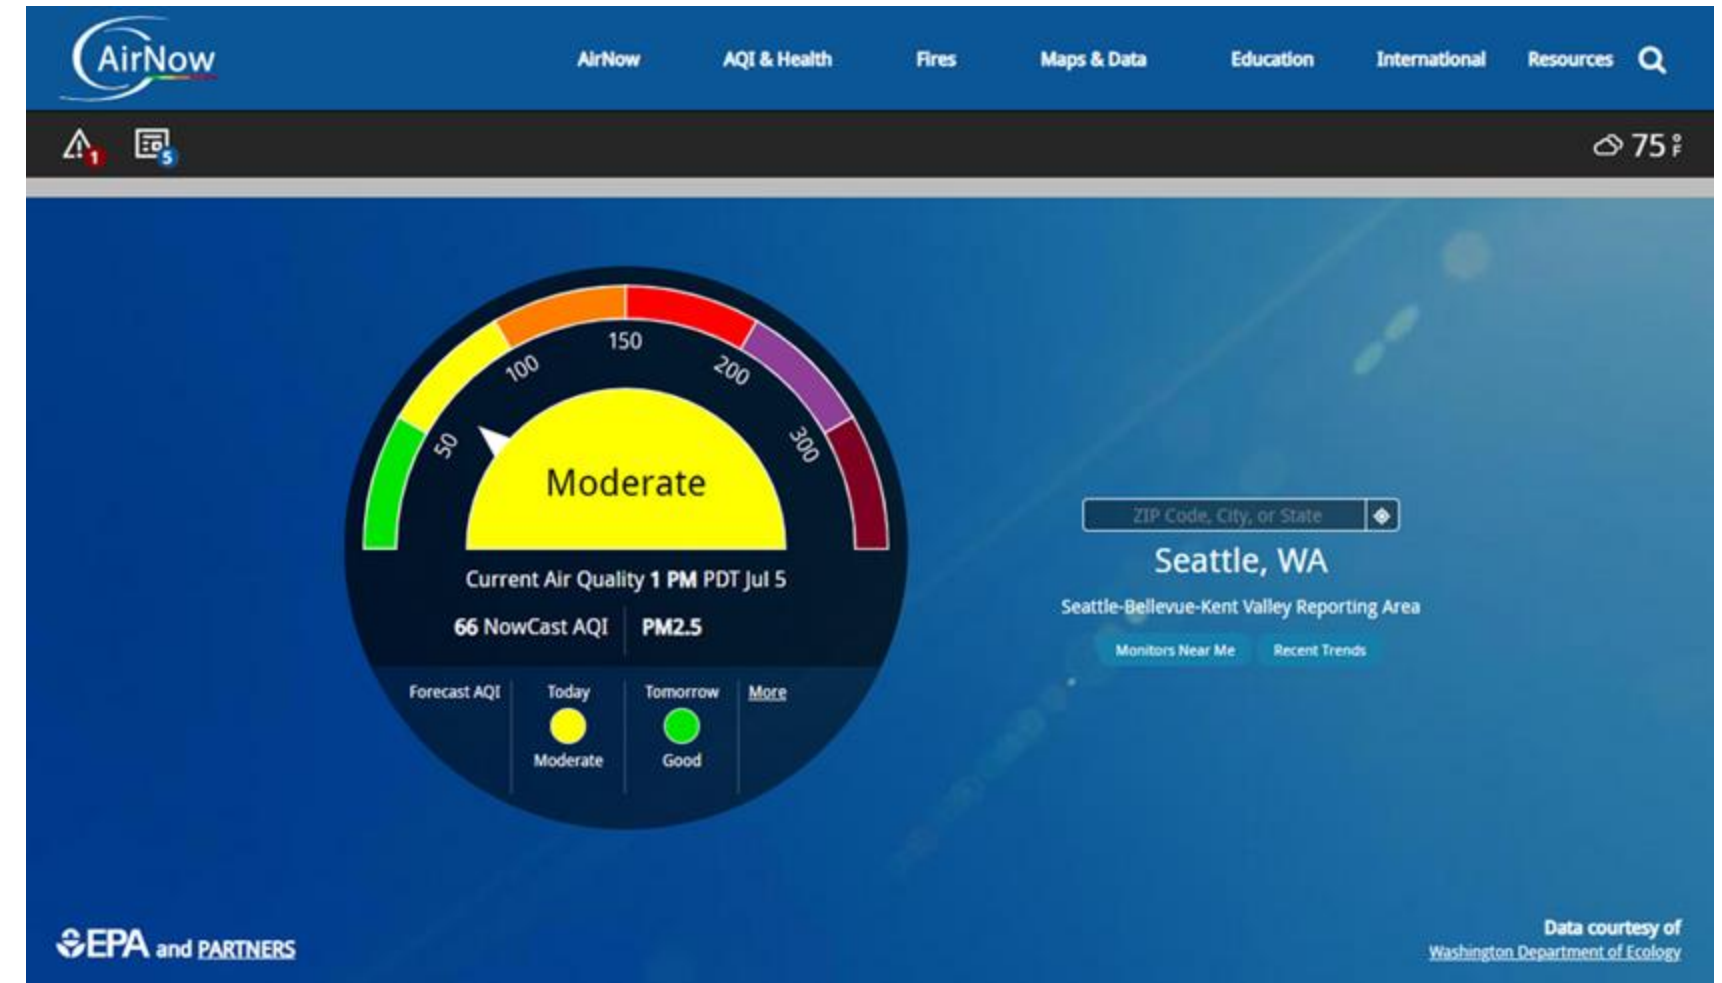 AirNow
AirNow AQI & Health Fires Maps & Data Education International Resources
1 5 75 °F
50 100 150 200 300
Moderate
Current Air Quality 1 PM PDT Jul 5
66 NowCast AQI PM2.5
Forecast AQI Today Tomorrow More
Moderate Good
ZIP Code, City, or State
Seattle, WA
Seattle-Bellevue-Kent Valley Reporting Area
Monitors Near Me Recent Trends
EPA and PARTNERS
Data courtesy of
Washington Department of Ecology